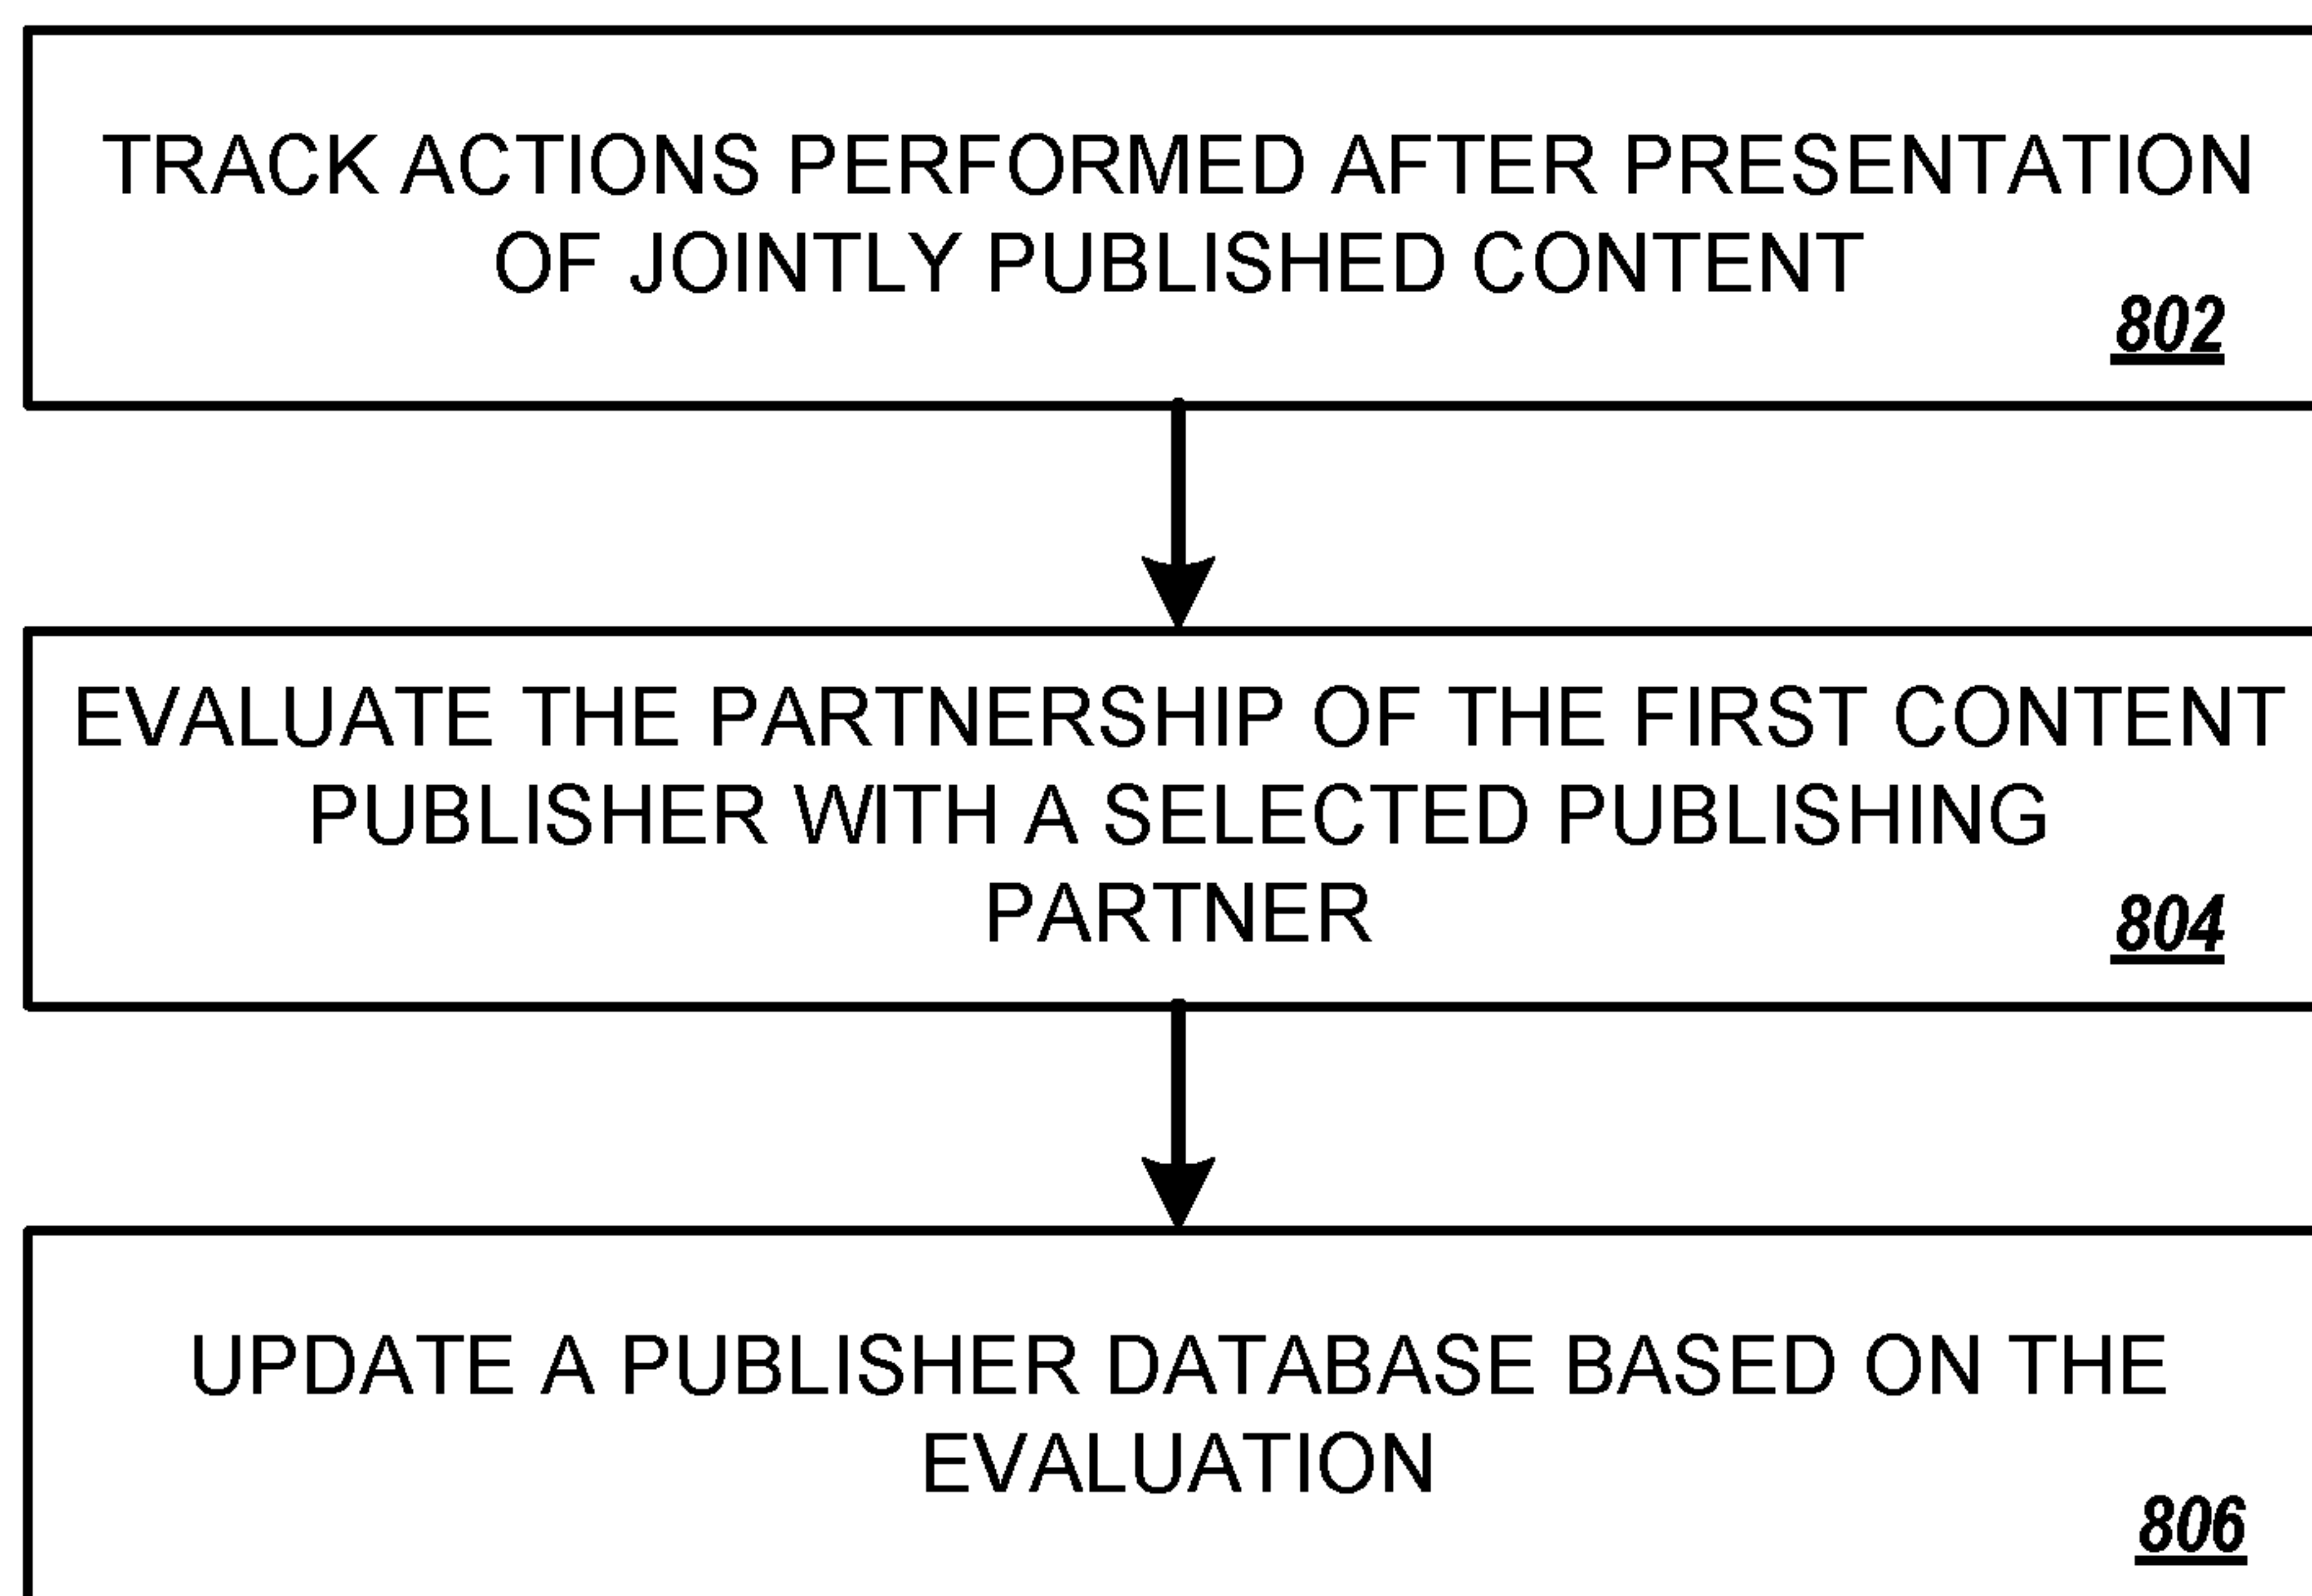 TRACK ACTIONS PERFORMED AFTER PRESENTATION
OF JOINTLY PUBLISHED CONTENT
802
EVALUATE THE PARTNERSHIP OF THE FIRST CONTENT
PUBLISHER WITH A SELECTED PUBLISHING
PARTNER
804
UPDATE A PUBLISHER DATABASE BASED ON THE
EVALUATION
806